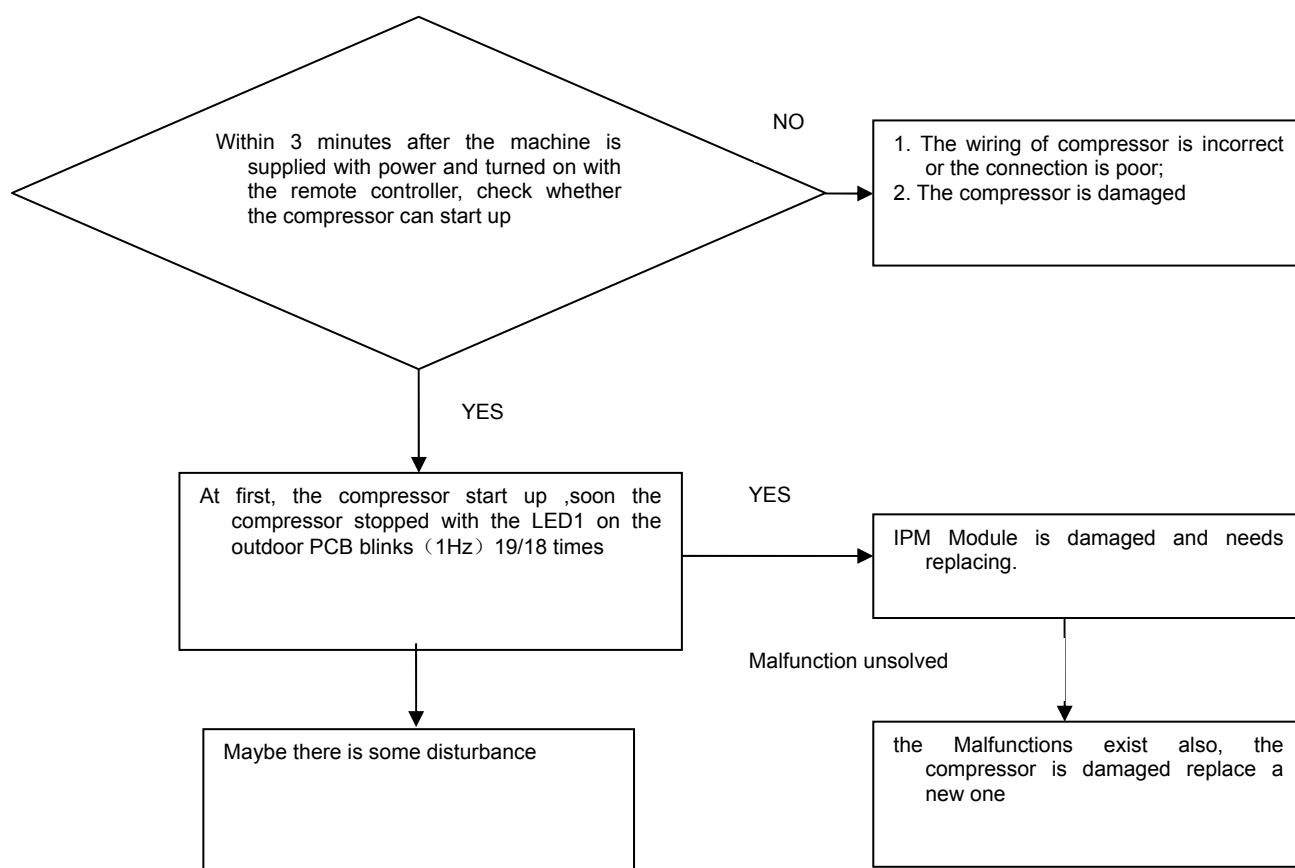 NO
Within 3 minutes after the machine is
supplied with power and turned on with
the remote controller, check whether
the compressor can start up
1. The wiring of compressor is incorrect
or the connection is poor;
2. The compressor is damaged
YES
At first, the compressor start up ,soon the
compressor stopped with the LED1 on the
outdoor PCB blinks（1Hz）19/18 times
YES
IPM Module is damaged and needs
replacing.
Malfunction unsolved
Maybe there is some disturbance
the Malfunctions exist also, the
compressor is damaged replace a
new one